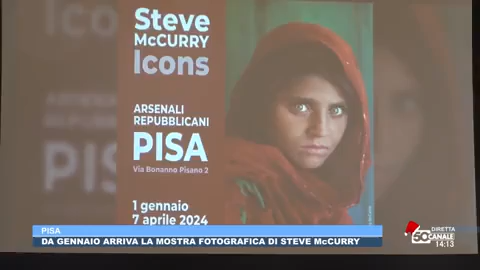 Steve
McCURRY
Icons
ARSENALI
REPUBBLICANI
PISA
Via Bonanno Pisano 2
1 gennaio
7 aprile 2024
PISA
DA GENNAIO ARRIVA LA MOSTRA FOTOGRAFICA DI STEVE McCURRY
DIRETTA
50 CANALE
14:13